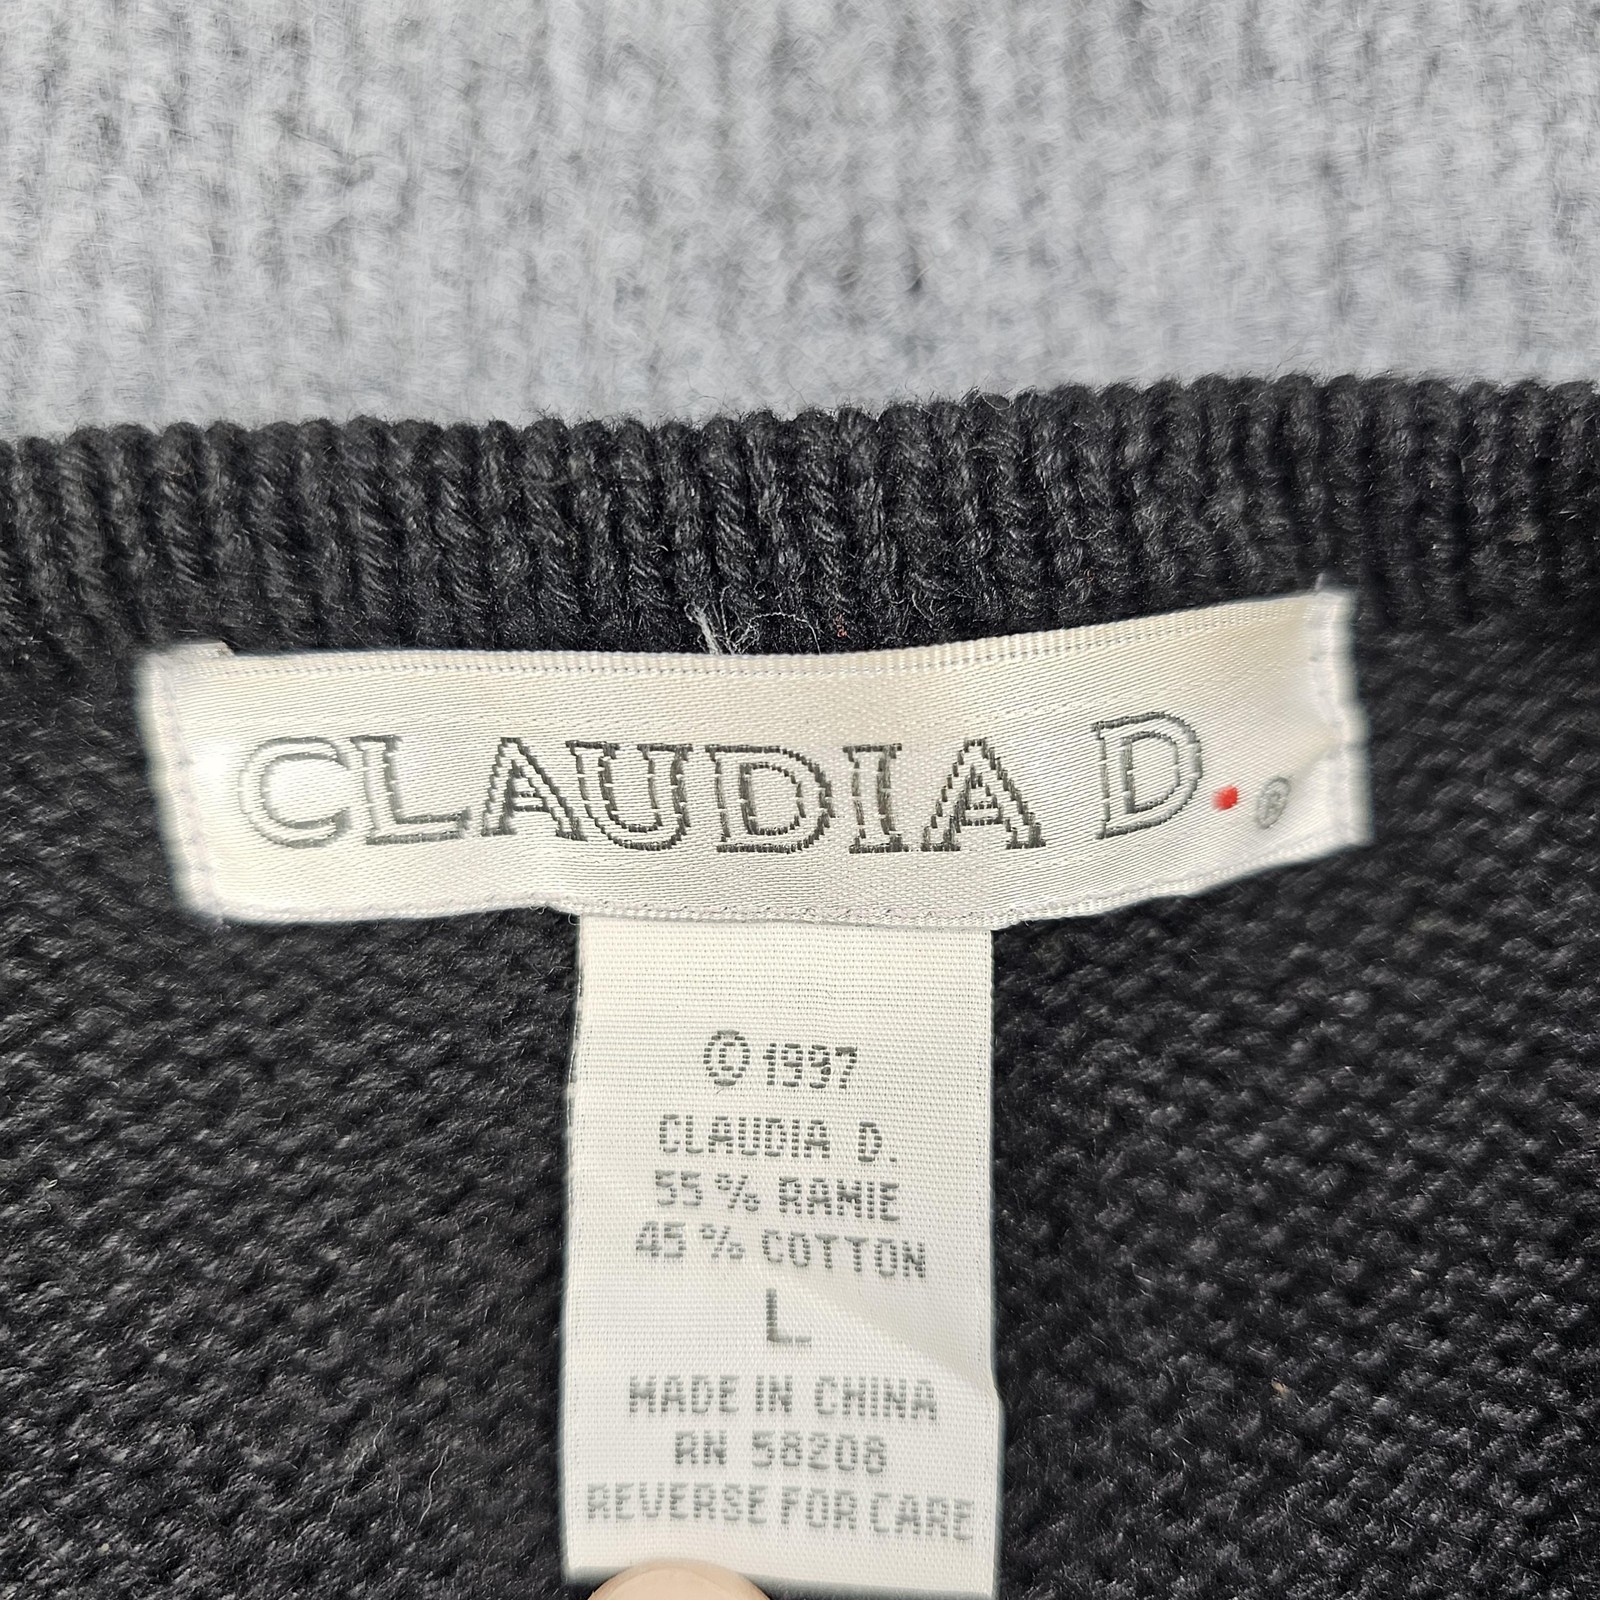 CLAUDIA D. ®
© 1997
CLAUDIA D.
55% RAMIE
45% COTTON
L
MADE IN CHINA
RN 58208
REVERSE FOR CARE